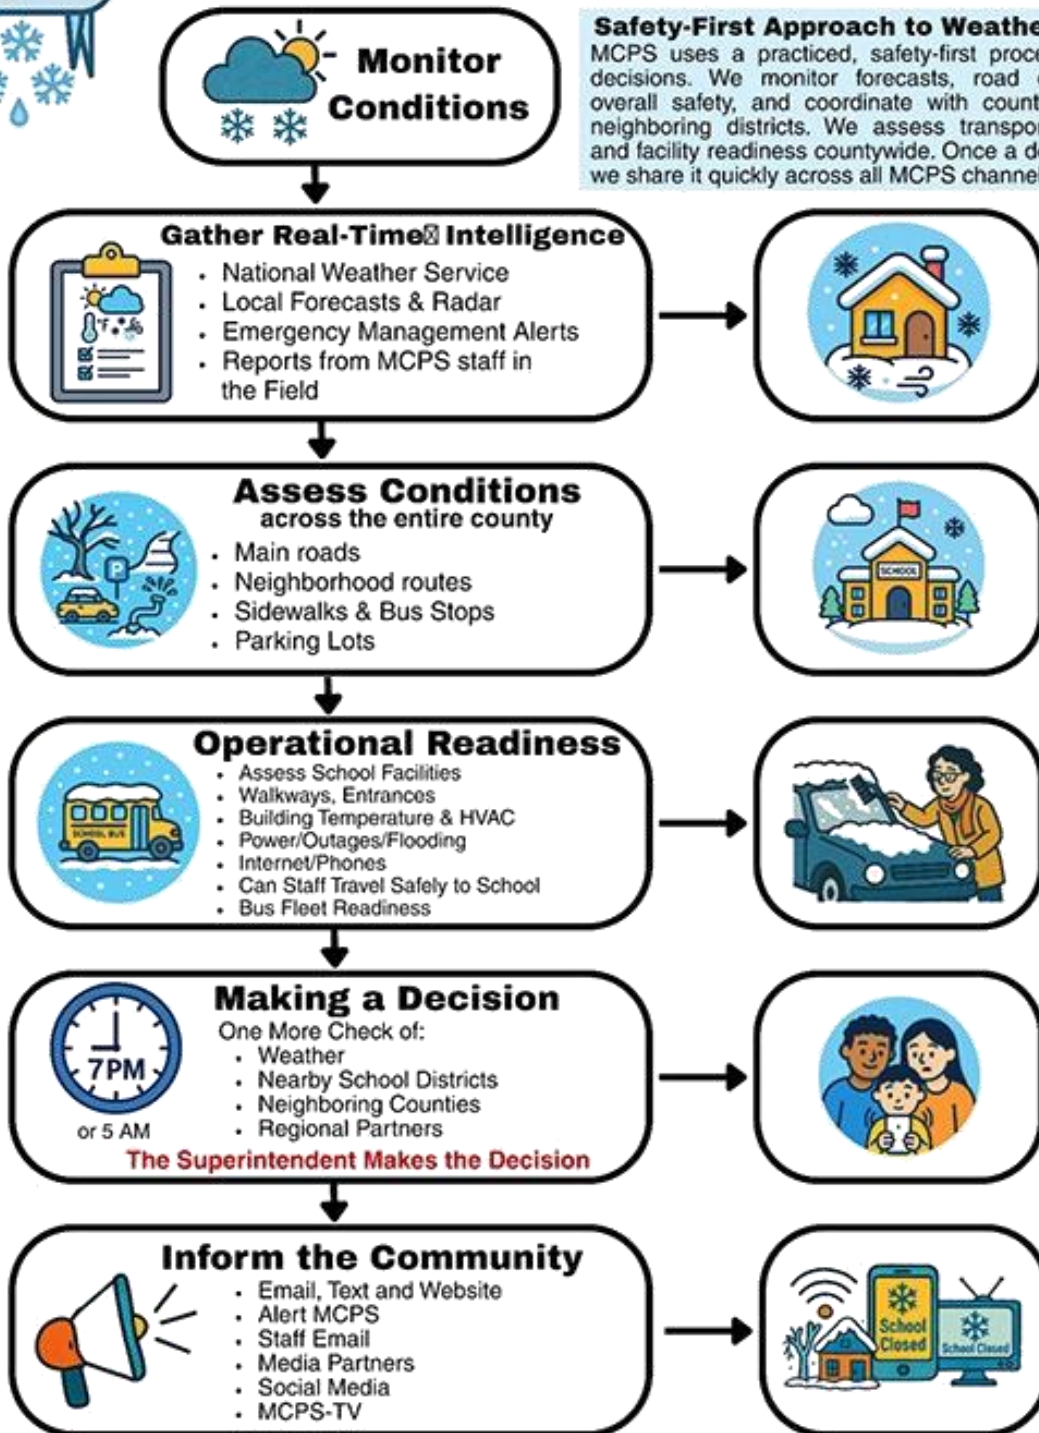 Monitor
Conditions
Safety-First Approach to Weathe
MCPS uses a practiced, safety-first proce
decisions. We monitor forecasts, road
overall safety, and coordinate with count
neighboring districts. We assess transpor
and facility readiness countywide. Once a de
we share it quickly across all MCPS channel
Gather Real-Time Intelligence
• National Weather Service
• Local Forecasts & Radar
• Emergency Management Alerts
• Reports from MCPS staff in
the Field
°F
Assess Conditions
across the entire county
• Main roads
• Neighborhood routes
• Sidewalks & Bus Stops
• Parking Lots
P
SCHOOL
Operational Readiness
• Assess School Facilities
• Walkways, Entrances
• Building Temperature & HVAC
• Power/Outages/Flooding
• Internet/Phones
• Can Staff Travel Safely to School
• Bus Fleet Readiness
SCHOOL BUS
Making a Decision
One More Check of:
• Weather
• Nearby School Districts
• Neighboring Counties
• Regional Partners
The Superintendent Makes the Decision
7PM
or 5 AM
Inform the Community
• Email, Text and Website
• Alert MCPS
• Staff Email
• Media Partners
• Social Media
• MCPS-TV
School
Closed
School Closed